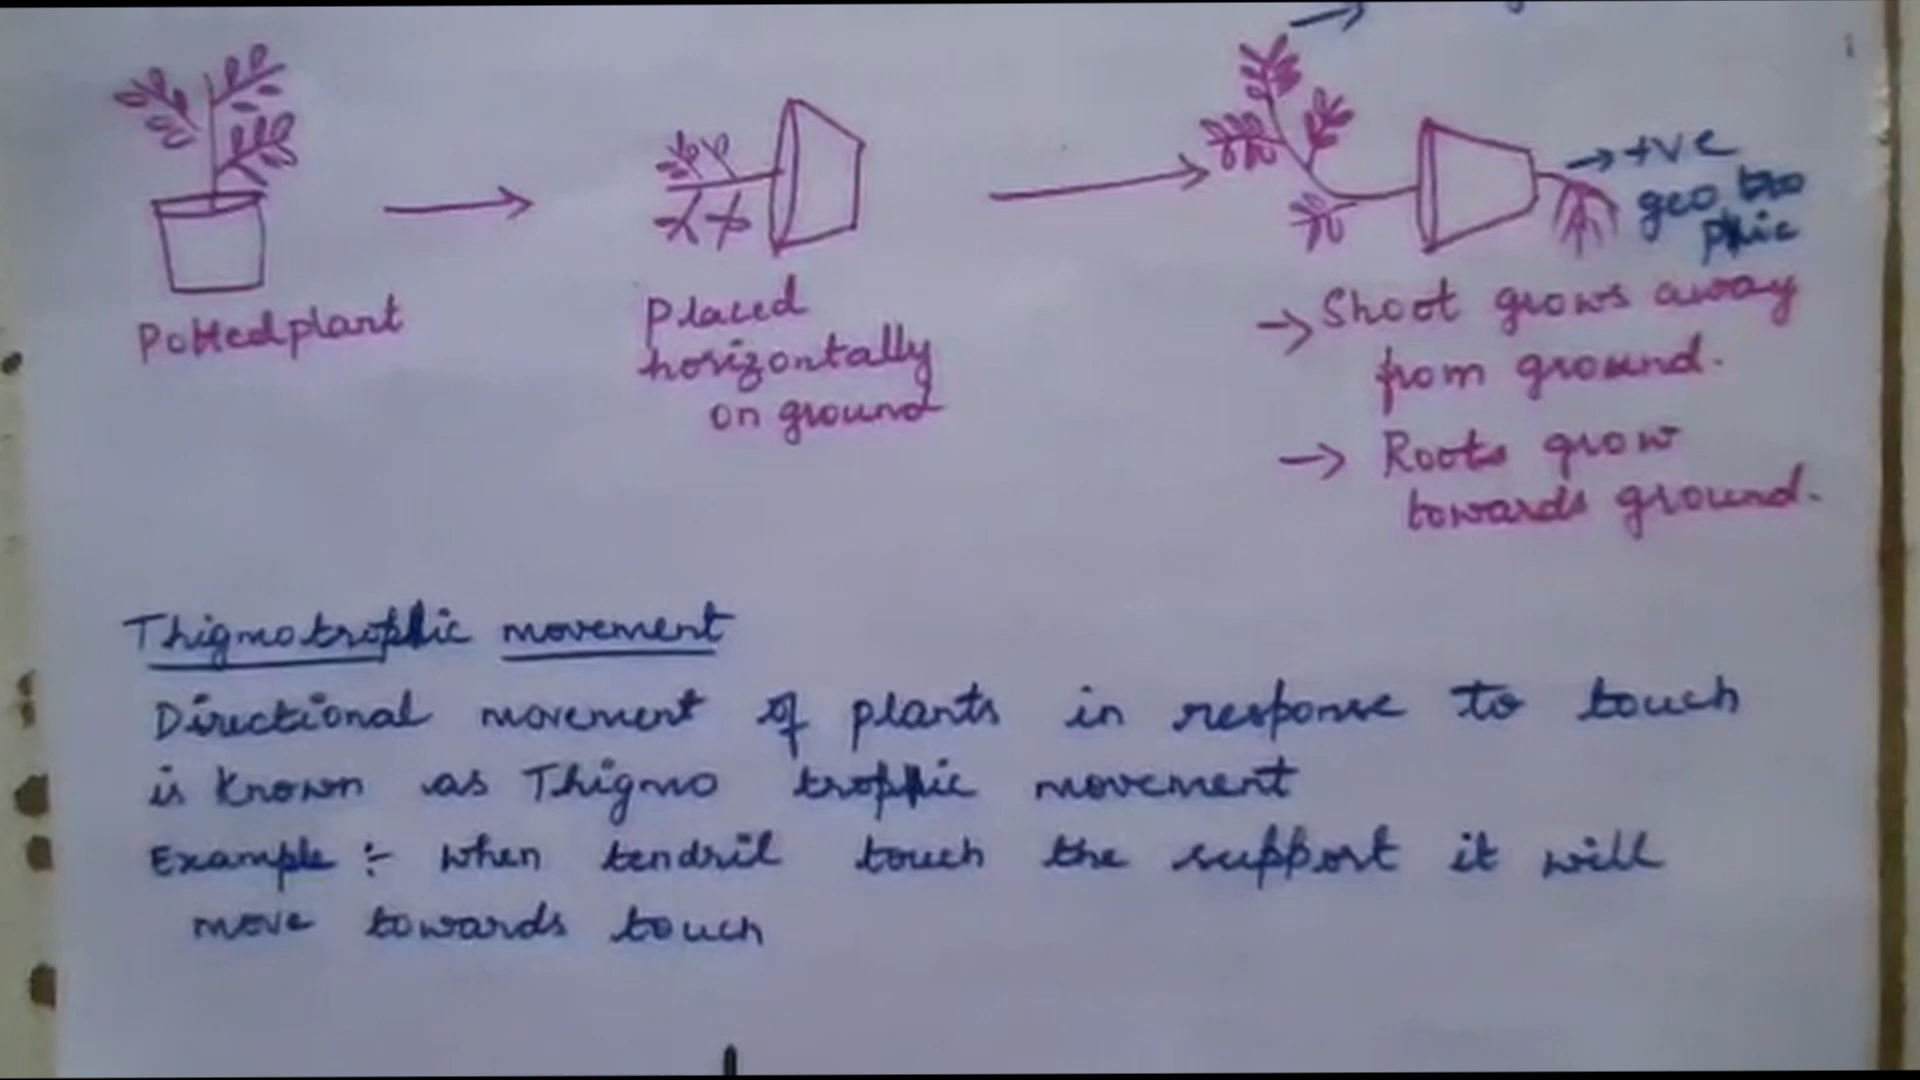 → +ve
geo tro
phic
Potted plant
Placed
horizontally
on ground
→ Shoot grows away
from ground.
→ Roots grow
towards ground.
Thigmotrophic movement
Directional movement of plants in response to touch
is known as Thigmo trophic movement
Example :- when tendril touch the support it will
move towards touch